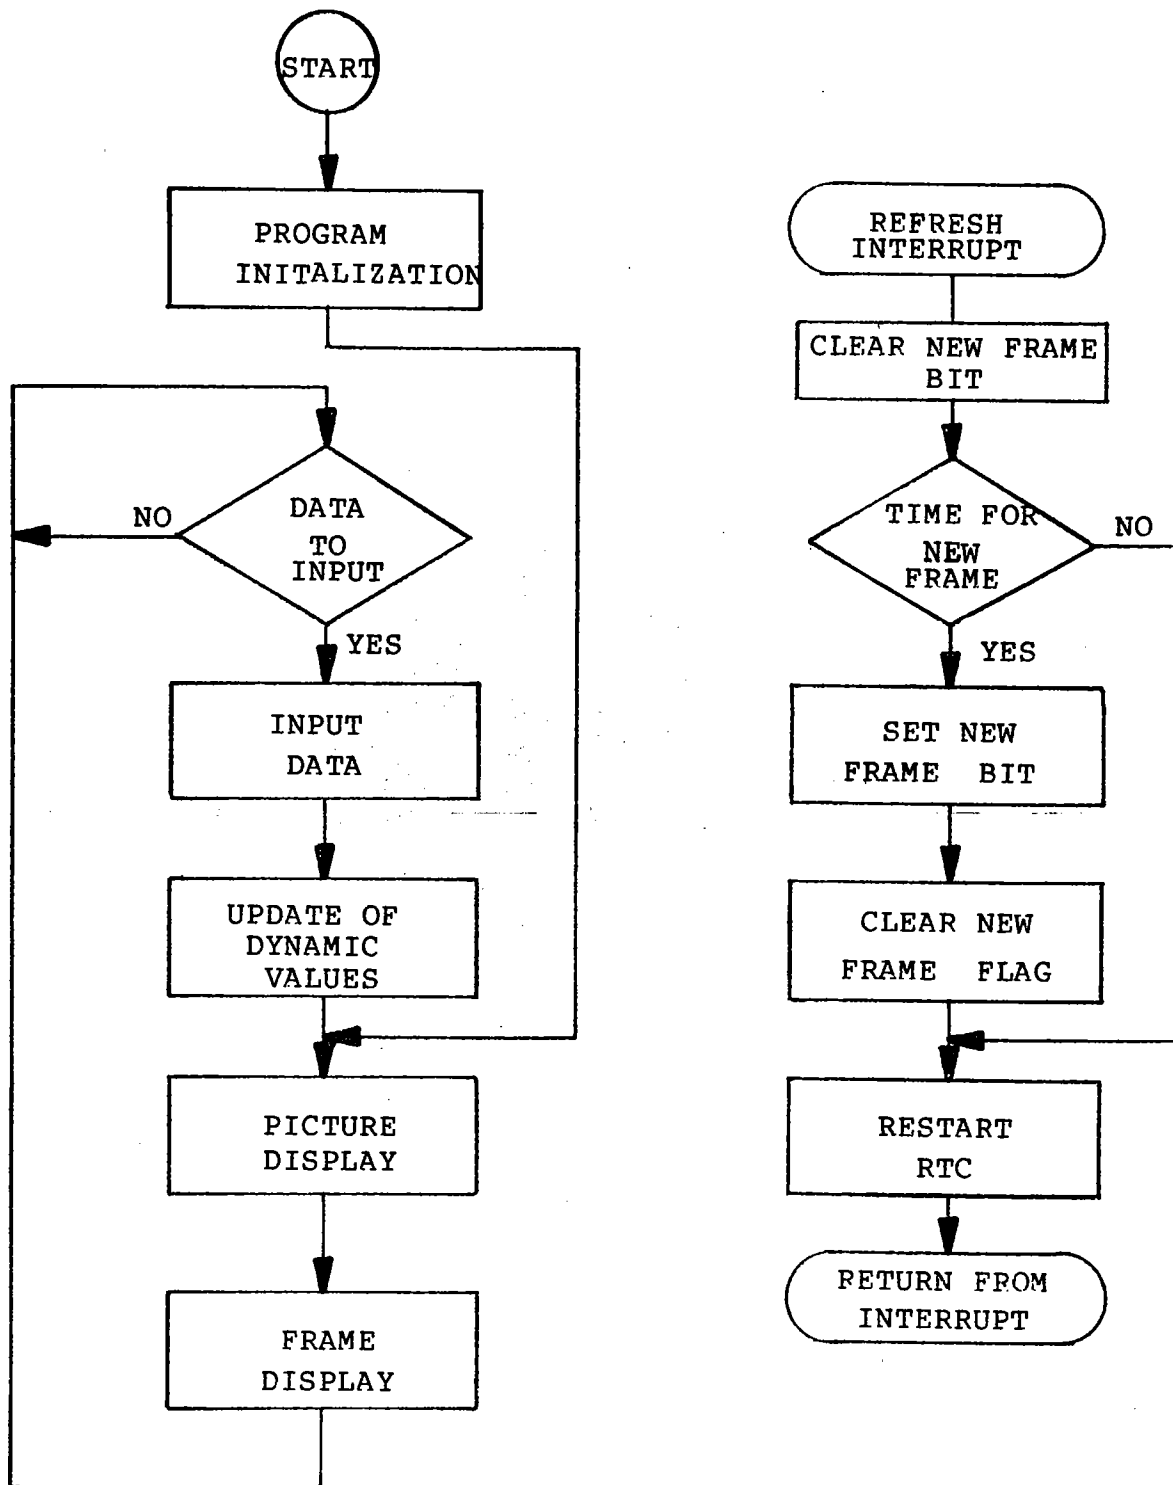 START
PROGRAM
INITALIZATION
DATA
TO
INPUT
NO
YES
INPUT
DATA
UPDATE OF
DYNAMIC
VALUES
PICTURE
DISPLAY
FRAME
DISPLAY
REFRESH
INTERRUPT
CLEAR NEW FRAME
BIT
TIME FOR
NEW
FRAME
NO
YES
SET NEW
FRAME BIT
CLEAR NEW
FRAME FLAG
RESTART
RTC
RETURN FROM
INTERRUPT